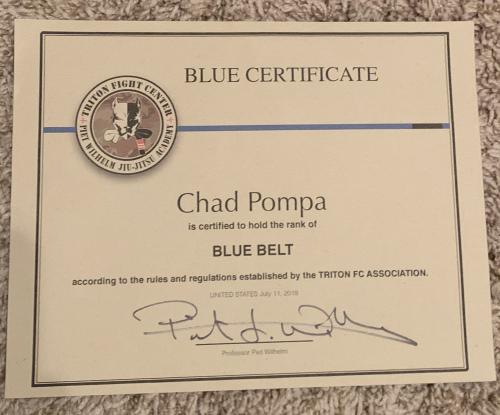 BLUE CERTIFICATE
TRITON FIGHT CENTER
PIET WILHELM JIU-JITSU ACADEMY
Chad Pompa
is certified to hold the rank of
BLUE BELT
according to the rules and regulations established by the TRITON FC ASSOCIATION.
UNITED STATES July 11, 2018
Professor Piet Wilhelm